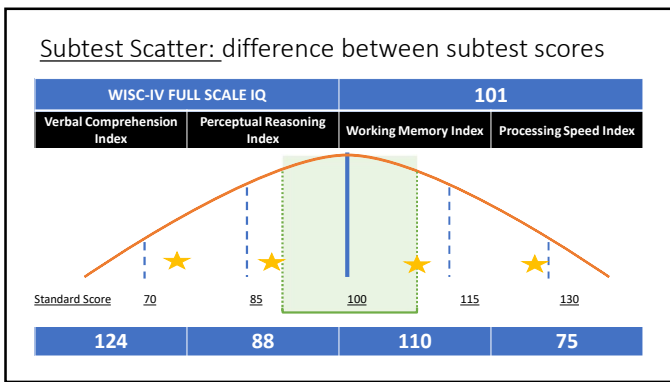 Subtest Scatter: difference between subtest scores
WISC-IV FULL SCALE IQ 101
Verbal Comprehension Index Perceptual Reasoning Index Working Memory Index Processing Speed Index
Standard Score 70 85 100 115 130
124 88 110 75